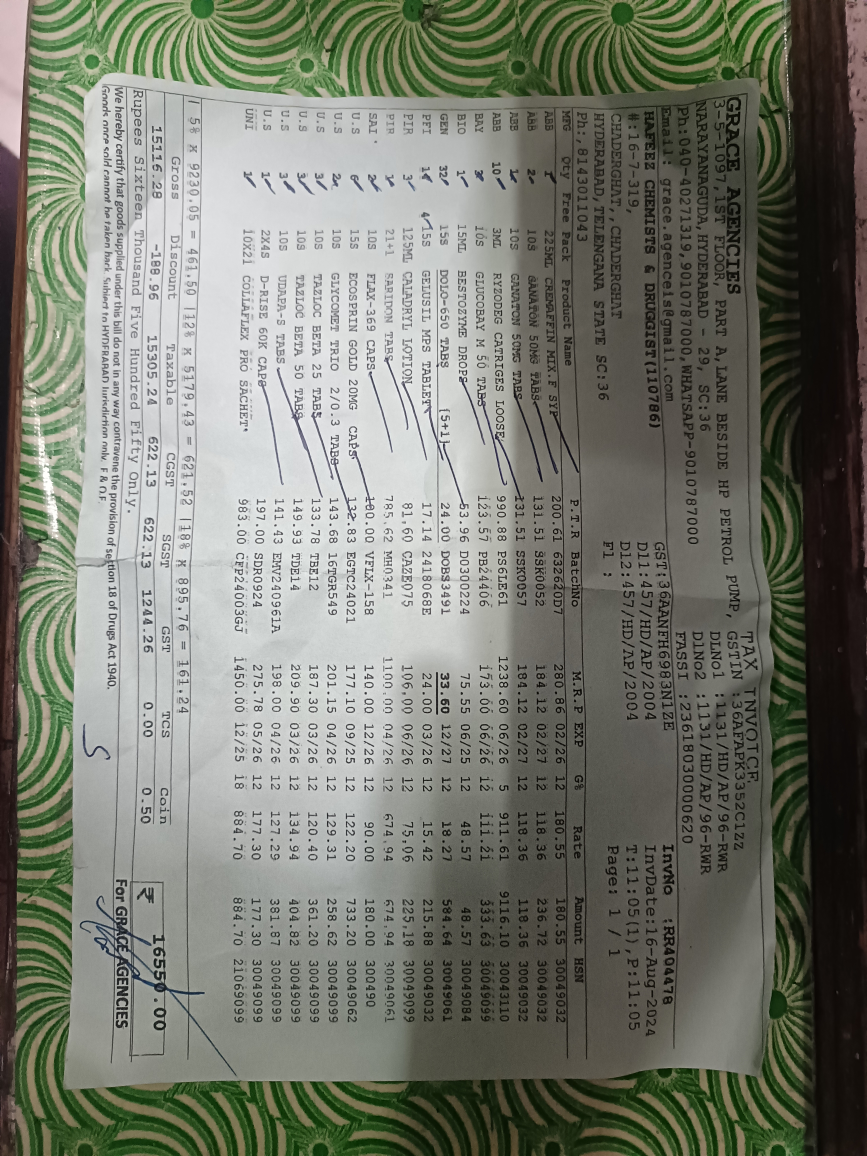 GRACE AGENCIES
3-5-1097,1ST FLOOR, PART A,LANE BESIDE HP PETROL PUMP,
NARAYANAGUDA,HYDERABAD - 29, SC:36
Ph:040-40271319,9010787000,WHATSAPP-9010787000
Email: grace.agenceis@gmail.com
TAX INVOICE
GSTIN :36AFAPK3352C1ZZ
DLNo1 :1131/HD/AP/96-RWR
DlNo2 :1131/HD/AP/96-RWR
FASSI :23618030000620
HAFEEZ CHEMISTS & DRUGGIST(110786)
#:16-7-319,
CHADERGHAT,,CHADERGHAT
HYDERABAD,TELENGANA STATE SC:36
Ph:,8143011043
GST:36AANFH6983N1ZE
D11:457/HD/AP/2004
D12:457/HD/AP/2004
F1 :
InvNo :RR404478
InvDate:16-Aug-2024
T:11:05(1),P:11:05
Page: 1 / 1
MFG Qty Free Pack Product Name P.T.R BatchNo M.R.P EXP G% Rate Amount HSN
ABB 1 225ML CREMAFFIN MIX.F SYP 200.61 632620D7 280.86 02/26 12 180.55 180.55 30049032
ABB 2 10S GANATON 50MG TABS 131.51 SSK0052 184.12 02/27 12 118.36 236.72 30049032
ABB 1 10S GANATON 50MG TABS 131.51 SSK0057 184.12 02/27 12 118.36 118.36 30049032
ABB 10 3ML RYZODEG CATRIGES LOOSE 990.88 PSGLE61 1238.60 06/26 5 911.61 9116.10 30043110
BAY 3 10S GLUCOBAY M 50 TABS 123.57 PB24406 173.00 06/26 12 111.21 333.63 30049099
BIO 1 15ML BESTOZYME DROPS 53.96 D0300224 75.55 06/25 12 48.57 48.57 30049084
GEN 32 15S DOLO-650 TABS (5+1) 24.00 DOBS3491 33.60 12/27 12 18.27 584.64 30049061
PFI 14 15S GELUSIL MPS TABLET 17.14 2418068E 24.00 03/26 12 15.42 215.88 30049032
PIR 3 125ML CALADRYL LOTION 81.60 CA2E075 106.00 06/26 12 75.06 225.18 30049099
PIR 1 21+1 SABIDON TABS 785.62 MH0341 1100.00 04/26 12 674.94 674.94 30049061
SAI 2 10S FLAX-369 CAPS 100.00 VFLX-158 140.00 12/26 12 90.00 180.00 300490
U.S 6 15S ECOSPRIN GOLD 20MG CAPS 132.83 EGTC24021 177.10 09/25 12 122.20 733.20 30049062
U.S 2 10S GLYCOMET TRIO 2/0.3 TABS 143.68 16TGR549 201.15 04/26 12 129.31 258.62 30049099
U.S 3 10S TAZLOC BETA 25 TABS 133.78 TBE12 187.30 03/26 12 120.40 361.20 30049099
U.S 3 10S TAZLOC BETA 50 TABS 149.93 TDE14 209.90 03/26 12 134.94 404.82 30049099
U.S 3 10S UDAPA-S TABS 141.43 EMV240961A 198.00 04/26 12 127.29 381.87 30049099
U.S 1 2X4S D-RISE 60K CAPS 197.00 SDR0924 275.78 05/26 12 177.30 177.30 30049099
UNI 1 10X21 COLLAFLEX PRO SACHET 983.00 CFP24003GJ 1450.00 12/25 18 884.70 884.70 21069099
| 5% X 9230.05 = 461.50 |12% X 5179.43 = 621.52 |18% X 895.76 = 161.24
Gross Discount Taxable CGST SGST GST TCS Coin
15116.28 -188.96 15305.24 622.13 622.13 1244.26 0.00 0.50 ₹ 16550.00
Rupees Sixteen Thousand Five Hundred Fifty Only.
We hereby certify that goods supplied under this bill do not in any way contravene the provision of section 18 of Drugs Act 1940.
Goods once sold cannot be taken back. Subject to HYDERABAD Jurisdiction only. E & O.E
For GRACE AGENCIES